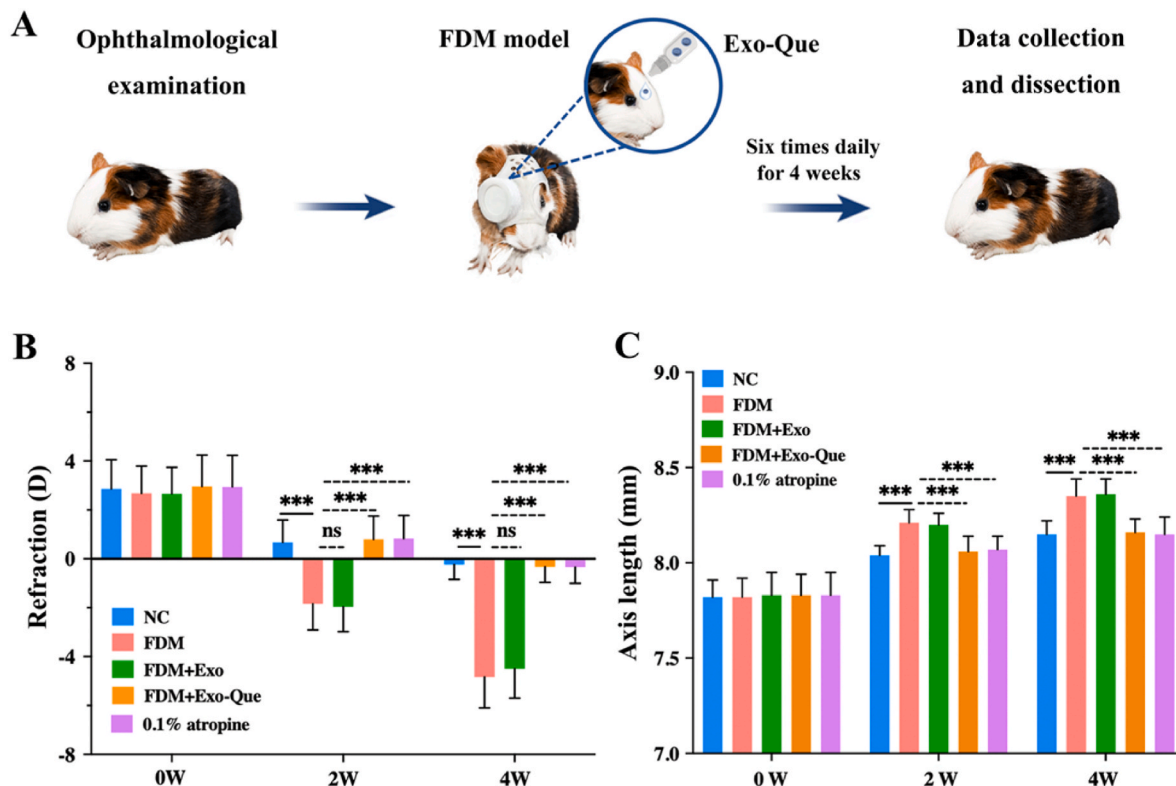 A
Ophthalmological
examination
FDM model
Exo-Que
Six times daily
for 4 weeks
Data collection
and dissection
B
Refraction (D)
8
4
0
-4
-8
***
ns
***
***
***
ns
***
***
NC
FDM
FDM+Exo
FDM+Exo-Que
0.1% atropine
0W
2W
4W
C
Axis length (mm)
9.0
8.5
8.0
7.5
7.0
NC
FDM
FDM+Exo
FDM+Exo-Que
0.1% atropine
***
***
***
***
***
***
0 W
2 W
4W